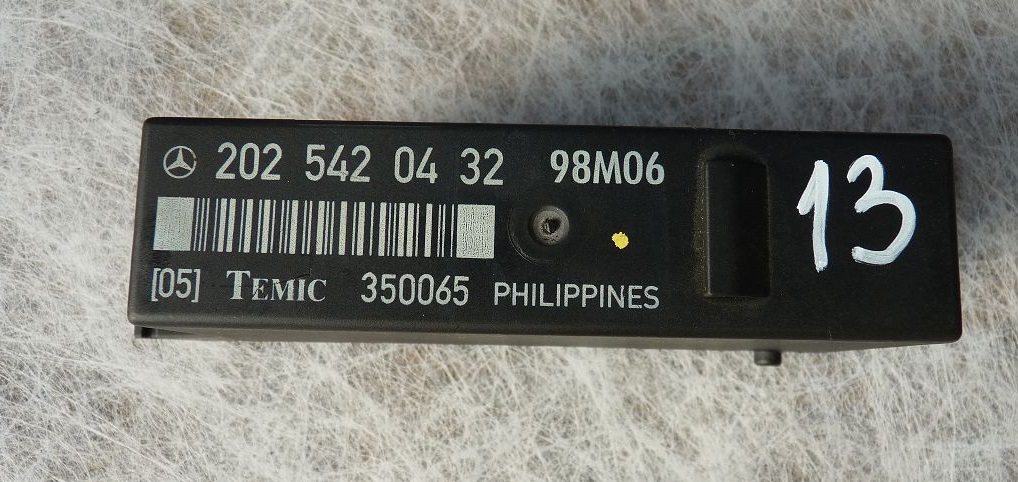 202 542 04 32 98M06
[05] TEMIC 350065 PHILIPPINES
13